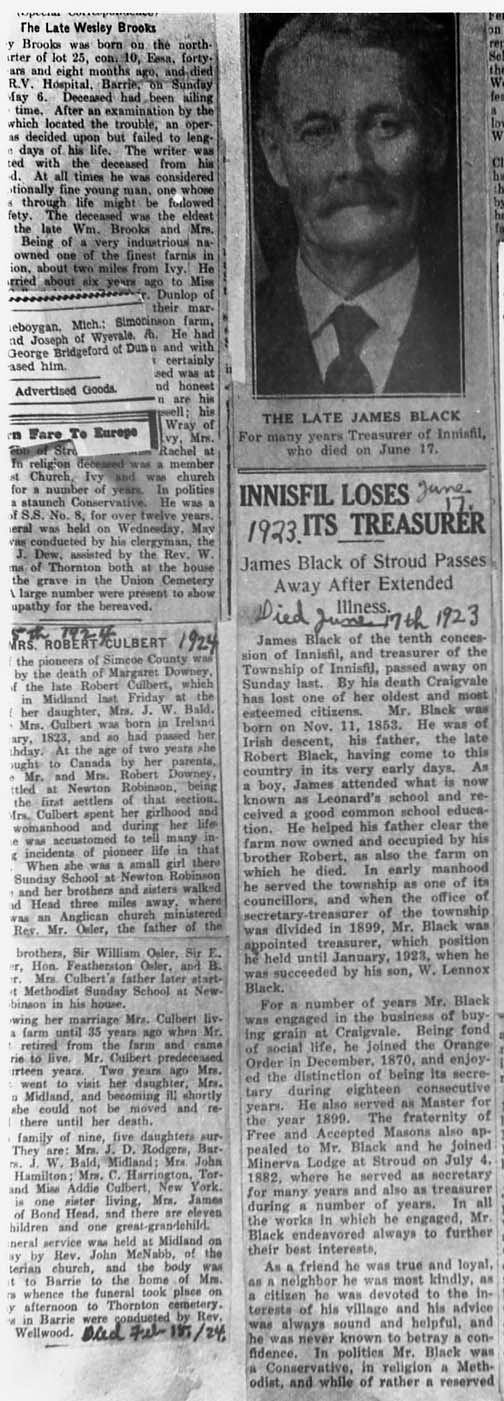 (Special Correspondence)
The Late Wesley Brooks
y Brooks was born on the north-
rter of lot 25, con. 10, Essa, forty-
ars and eight months ago, and died
R.V. Hospital, Barrie, on Sunday
May 6. Deceased had been ailing
time. After an examination by the
which located the trouble, an oper-
as decided upon but failed to leng-
days of his life. The writer was
ted with the deceased from his
d. At all times he was considered
ptionally fine young man, one whose
s through life might be followed
fety. The deceased was the eldest
the late Wm. Brooks and Mrs.
Being of a very industrious na-
owned one of the finest farms in
ion, about two miles from Ivy. He
rried about six years ago to Miss
r. Dunlop of
their mar-
eboygan, Mich.; Simonson farm,
nd Joseph of Wyevale. h. He had
George Bridgeford of Dun n and with
ased him. certainly
sed was at
Advertised Goods. nd honest
n are his
ssell; his
rn Fare To Europe Wray of
Ivy, Mrs.
son of Stro Rachel at
In religion deceased was a member
st Church, Ivy and was church
for a number of years. In politics
a staunch Conservative. He was a
of S.S. No. 8, for over twelve years.
eral was held on Wednesday, May
was conducted by his clergyman, the
J. Dew, assisted by the Rev. W.
ns of Thornton both at the house
the grave in the Union Cemetery
A large number were present to show
mpathy for the bereaved.
5th 1924
MRS. ROBERT CULBERT 1924
f the pioneers of Simcoe County was
by the death of Margaret Downey,
of the late Robert Culbert, which
in Midland last Friday at the
f her daughter, Mrs. J. W. Bald.
Mrs. Culbert was born in Ireland
ary, 1823, and so had passed her
thday. At the age of two years she
ought to Canada by her parents,
e Mr. and Mrs. Robert Downey,
ttled at Newton Robinson, being
the first settlers of that section.
Mrs. Culbert spent her girlhood and
womanhood and during her life
e was accustomed to tell many in-
g incidents of pioneer life in that
When she was a small girl there
Sunday School at Newton Robinson
and her brothers and sisters walked
nd Head three miles away, where
was an Anglican church ministered
Rev. Mr. Osler, the father of the
brothers, Sir William Osler, Sir E.
er, Hon. Featherston Osler, and B.
r. Mrs. Culbert's father later start-
t Methodist Sunday School at New-
binson in his house.
wing her marriage Mrs. Culbert liv-
a farm until 35 years ago when Mr.
retired from the farm and came
rie to live. Mr. Culbert predeceased
urteen years. Two years ago Mrs.
went to visit her daughter, Mrs.
n Midland, and becoming ill shortly
she could not be moved and re-
there until her death.
family of nine, five daughters sur-
They are: Mrs. J. D. Rodgers, Bar-
rs. J. W. Bald, Midland; Mrs. John
Hamilton; Mrs. C. Harrington, Tor-
and Miss Addie Culbert, New York.
is one sister living, Mrs. James
of Bond Head, and there are eleven
hildren and one great-grandchild.
neral service was held at Midland on
ay by Rev. John McNabb, of the
terian church, and the body was
t to Barrie to the home of Mrs.
rs whence the funeral took place on
y afternoon to Thornton cemetery.
s in Barrie were conducted by Rev.
Wellwood. Died Feb 15th/24.
THE LATE JAMES BLACK
For many years Treasurer of Innisfil,
who died on June 17.
INNISFIL LOSES June 17.
1923. ITS TREASURER
James Black of Stroud Passes
Away After Extended
Illness.
Died June 17th 1923
James Black of the tenth conces-
sion of Innisfil, and treasurer of the
Township of Innisfil, passed away on
Sunday last. By his death Craigvale
has lost one of her oldest and most
esteemed citizens. Mr. Black was
born on Nov. 11, 1853. He was of
Irish descent, his father, the late
Robert Black, having come to this
country in its very early days. As
a boy, James attended what is now
known as Leonard's school and re-
ceived a good common school educa-
tion. He helped his father clear the
farm now owned and occupied by his
brother Robert, as also the farm on
which he died. In early manhood
he served the township as one of its
councillors, and when the office of
secretary-treasurer of the township
was divided in 1899, Mr. Black was
appointed treasurer, which position
he held until January, 1923, when he
was succeeded by his son, W. Lennox
Black.
For a number of years Mr. Black
was engaged in the business of buy-
ing grain at Craigvale. Being fond
of social life, he joined the Orange
Order in December, 1870, and enjoy-
ed the distinction of being its secre-
tary during eighteen consecutive
years. He also served as Master for
the year 1899. The fraternity of
Free and Accepted Masons also ap-
pealed to Mr. Black and he joined
Minerva Lodge at Stroud on July 4,
1882, where he served as secretary
for many years and also as treasurer
during a number of years. In all
the works in which he engaged, Mr.
Black endeavored always to further
their best interests.
As a friend he was true and loyal,
as a neighbor he was most kindly, as
a citizen he was devoted to the in-
terests of his village and his advice
was always sound and helpful, and
he was never known to betray a con-
fidence. In politics Mr. Black was
a Conservative, in religion a Meth-
odist, and while of rather a reserved